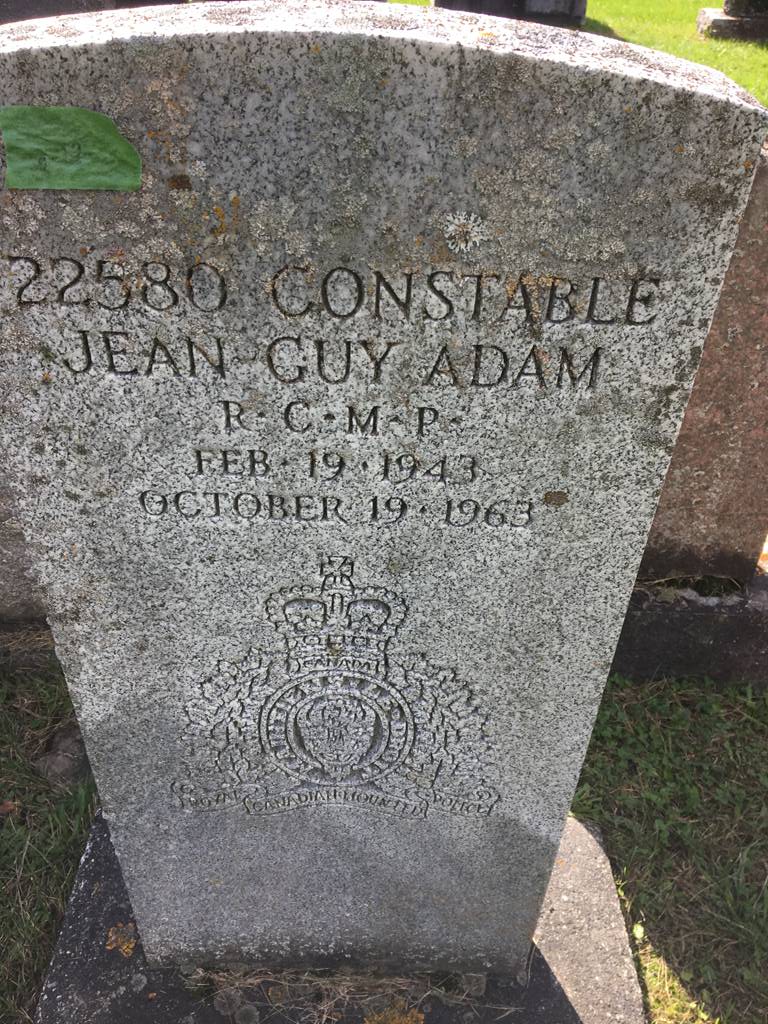 22580 CONSTABLE
JEAN-GUY ADAM
R·C·M·P·
FEB·19·1943
OCTOBER 19·1963
CANADA
ROYAL CANADIAN MOUNTED POLICE